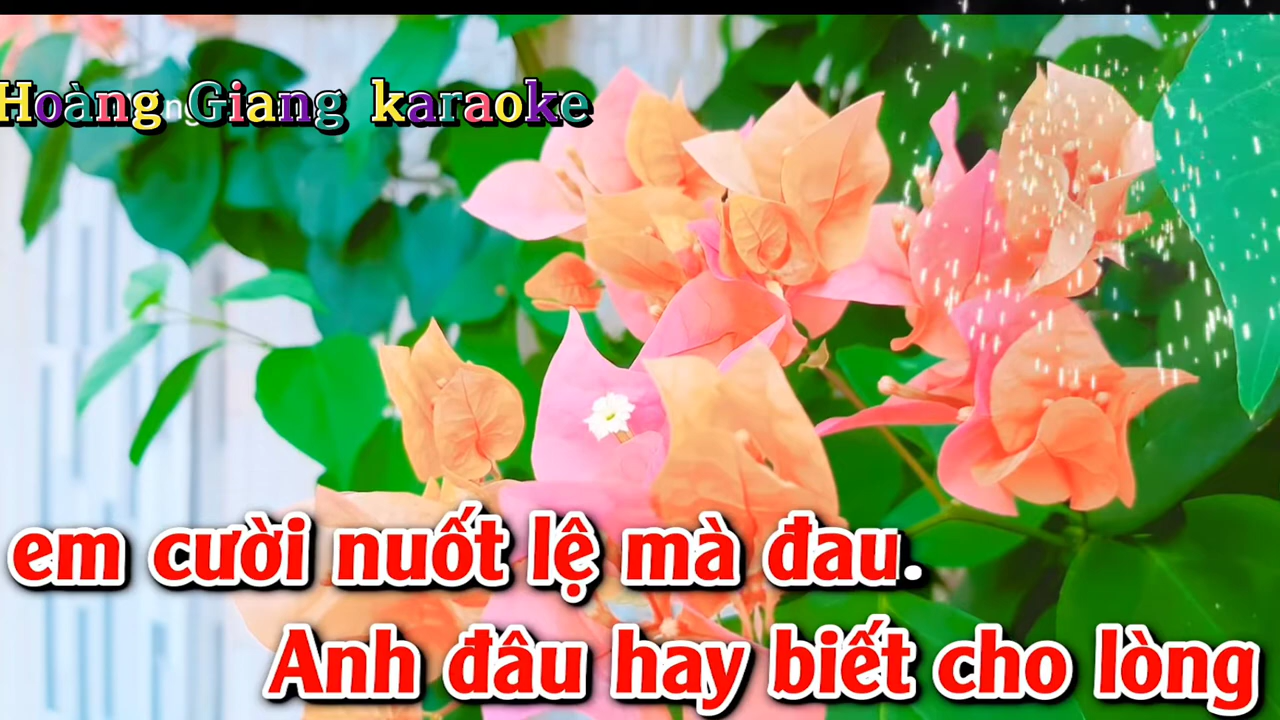 Hoàng Giang karaoke
em cười nuốt lệ mà đau.
Anh đâu hay biết cho lòng